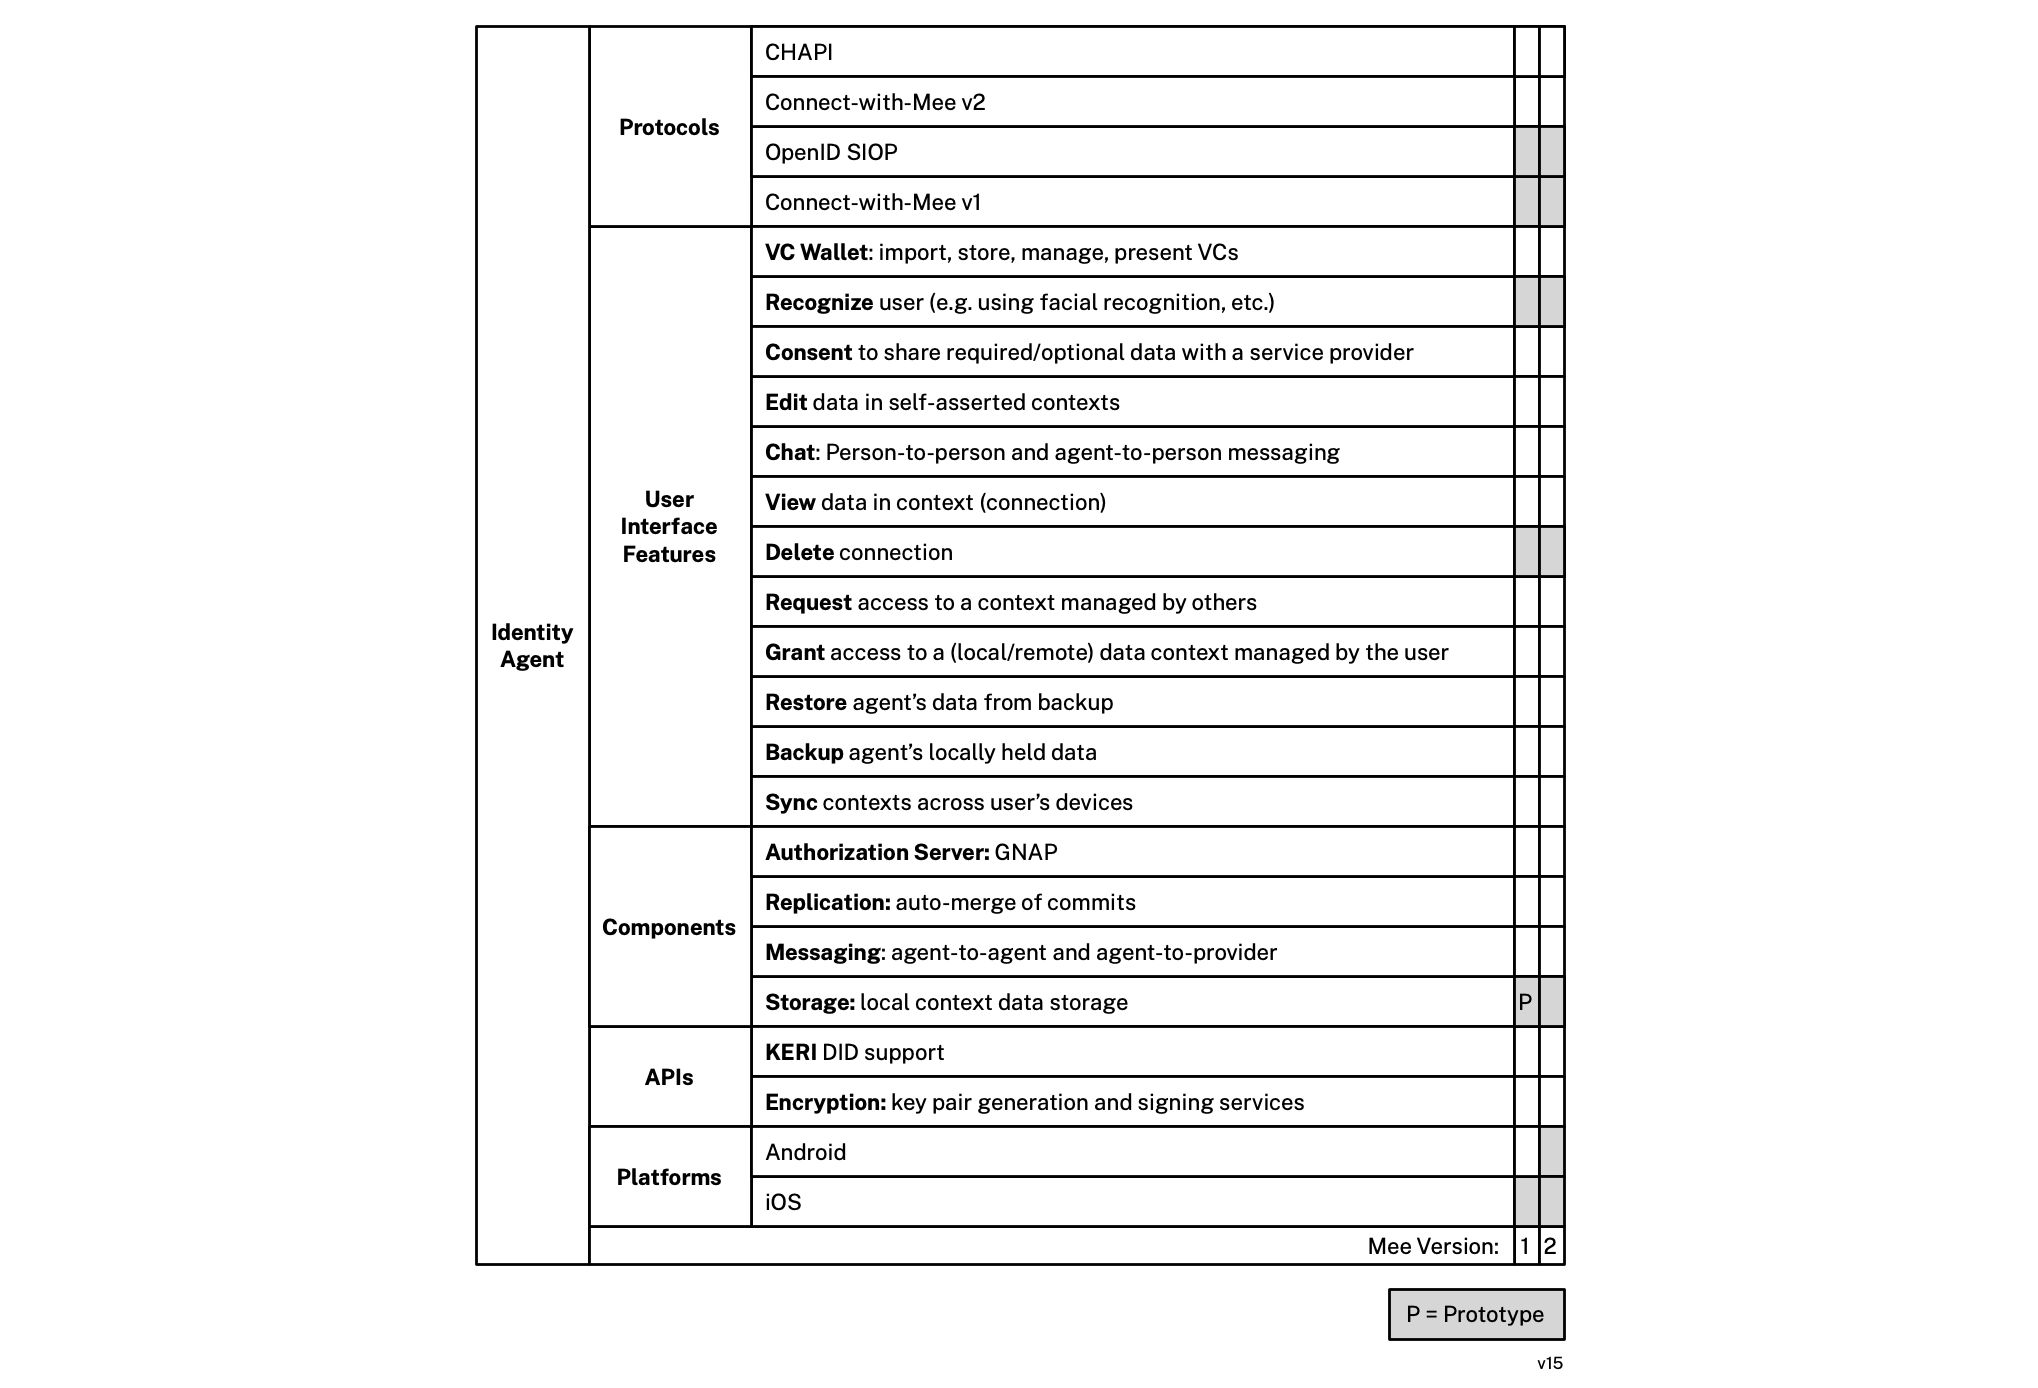 Identity
Agent
Protocols
CHAPI
Connect-with-Mee v2
OpenID SIOP
Connect-with-Mee v1
User
Interface
Features
VC Wallet: import, store, manage, present VCs
Recognize user (e.g. using facial recognition, etc.)
Consent to share required/optional data with a service provider
Edit data in self-asserted contexts
Chat: Person-to-person and agent-to-person messaging
View data in context (connection)
Delete connection
Request access to a context managed by others
Grant access to a (local/remote) data context managed by the user
Restore agent’s data from backup
Backup agent’s locally held data
Sync contexts across user’s devices
Components
Authorization Server: GNAP
Replication: auto-merge of commits
Messaging: agent-to-agent and agent-to-provider
Storage: local context data storage P
APIs
KERI DID support
Encryption: key pair generation and signing services
Platforms
Android
iOS
Mee Version: 1 2
P = Prototype
v15